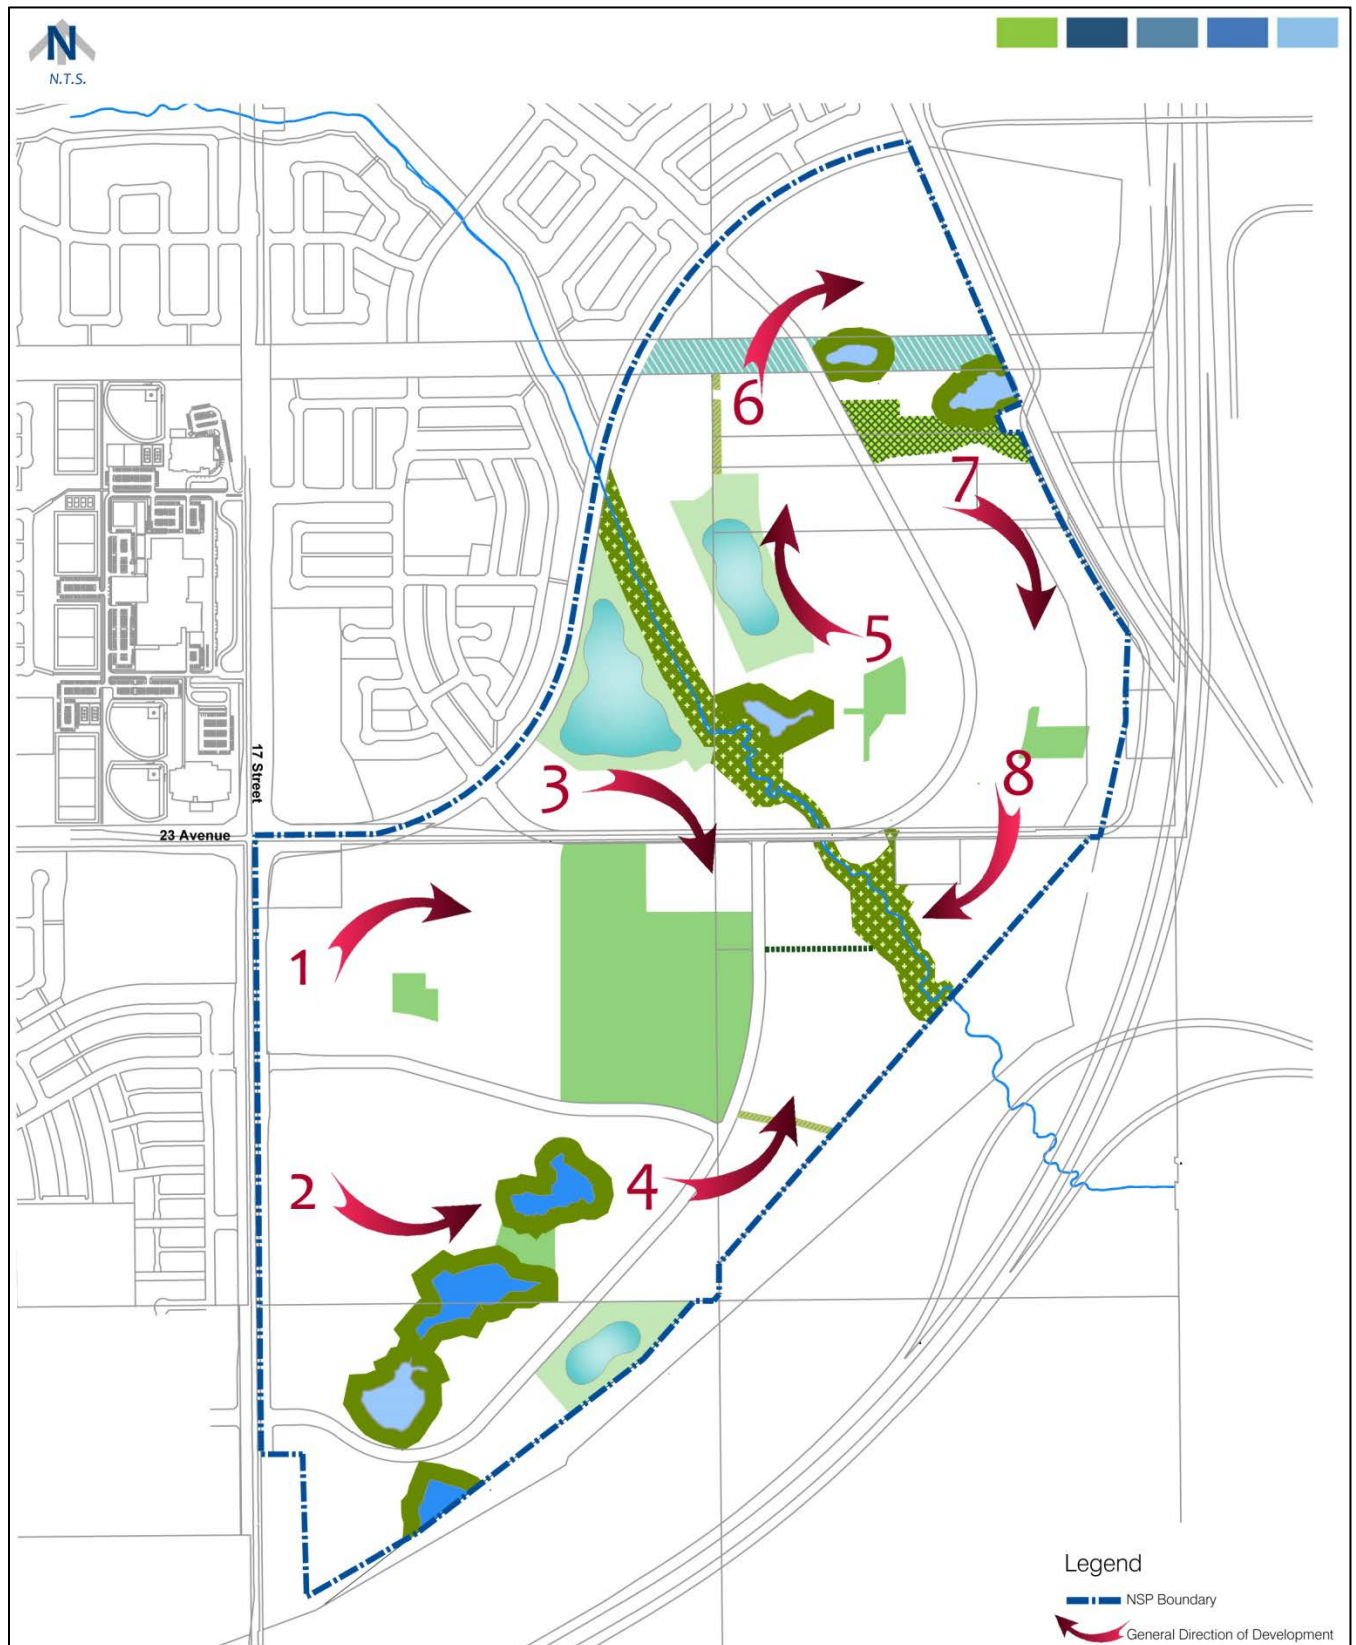 N
N.T.S.
6
7
5
17 Street
3
8
23 Avenue
1
2
4
Legend
NSP Boundary
General Direction of Development